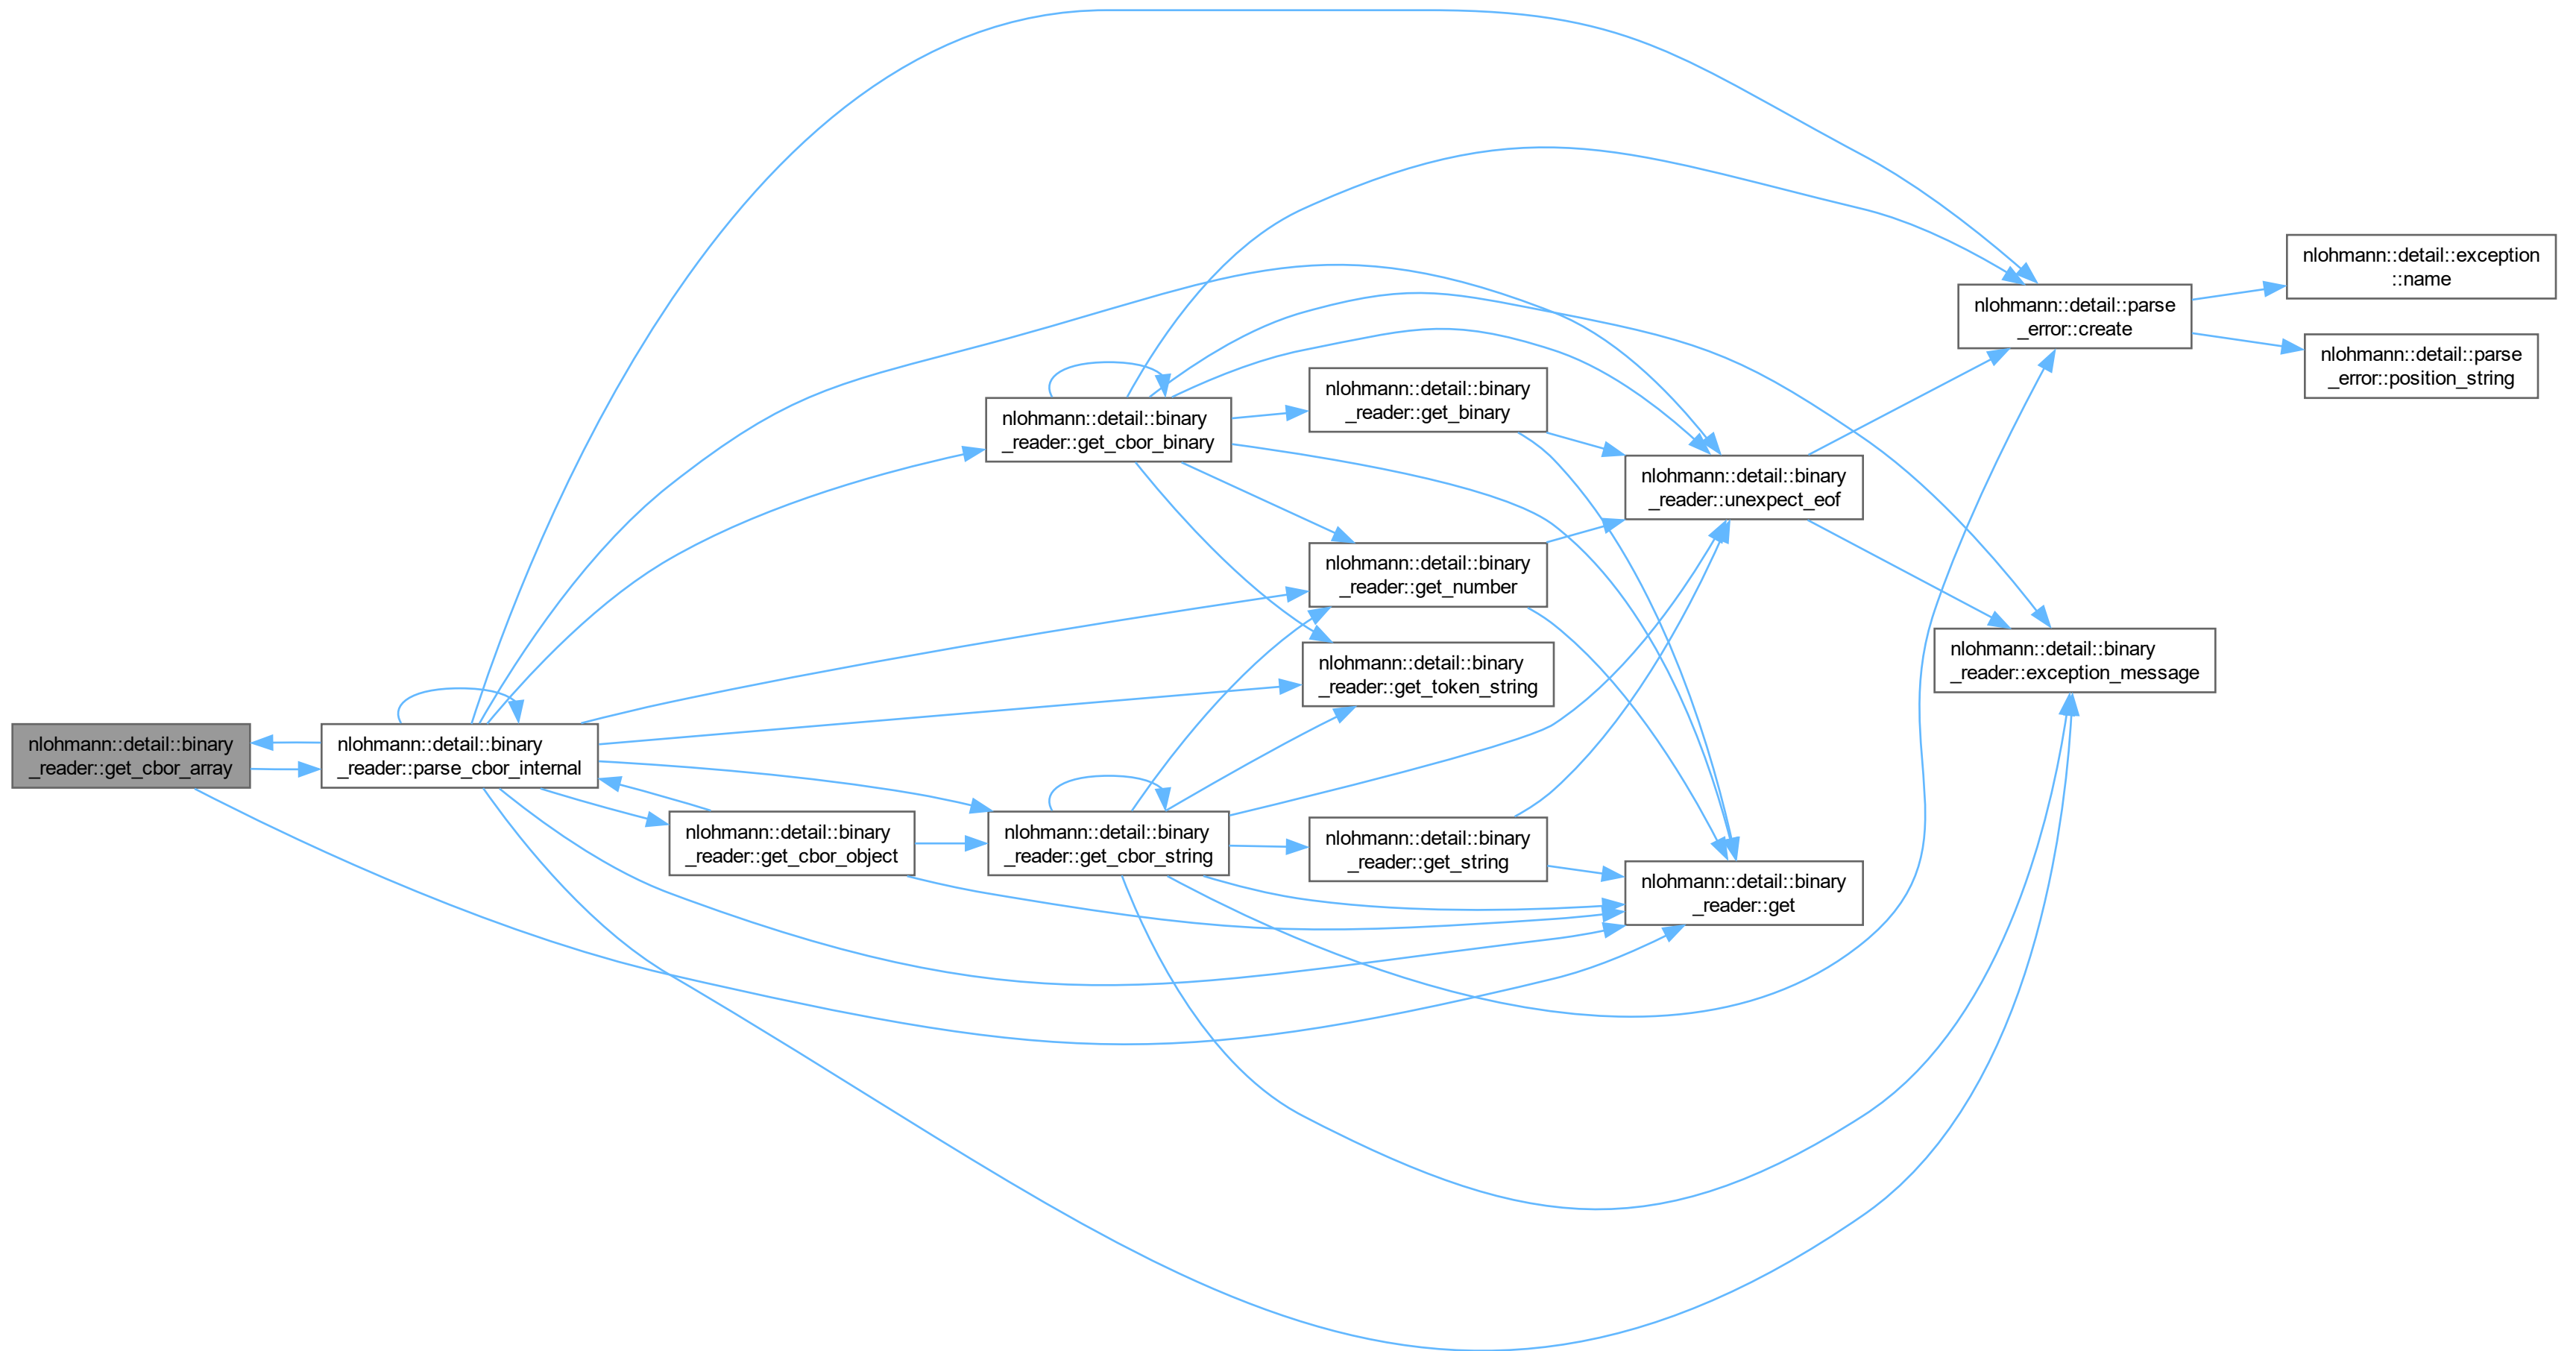 nlohmann::detail::binary
_reader::get_cbor_array
nlohmann::detail::binary
_reader::parse_cbor_internal
nlohmann::detail::binary
_reader::get_cbor_object
nlohmann::detail::binary
_reader::get_cbor_binary
nlohmann::detail::binary
_reader::get_cbor_string
nlohmann::detail::binary
_reader::get_binary
nlohmann::detail::binary
_reader::get_number
nlohmann::detail::binary
_reader::get_token_string
nlohmann::detail::binary
_reader::get_string
nlohmann::detail::binary
_reader::unexpect_eof
nlohmann::detail::binary
_reader::get
nlohmann::detail::parse
_error::create
nlohmann::detail::binary
_reader::exception_message
nlohmann::detail::exception
::name
nlohmann::detail::parse
_error::position_string